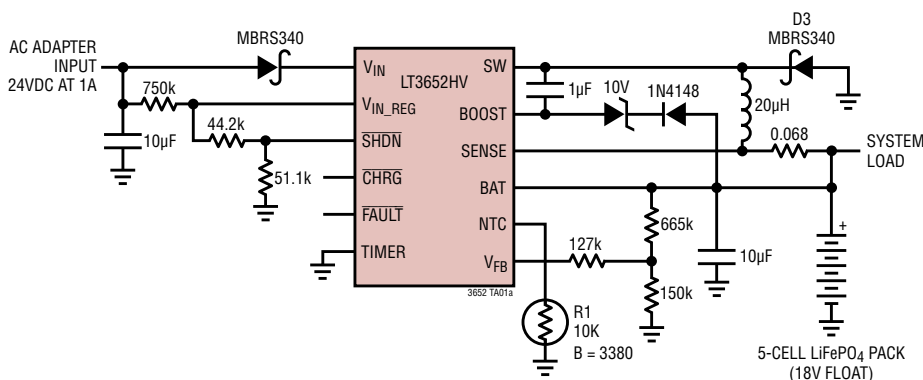 AC ADAPTER
INPUT
24VDC AT 1A
MBRS340
750k
44.2k
10µF
51.1k
LT3652HV
VIN
VIN_REG
SHDN
CHRG
FAULT
TIMER
SW
BOOST
SENSE
BAT
NTC
VFB
3652 TA01a
1µF
10V
1N4148
D3
MBRS340
20µH
0.068
SYSTEM
LOAD
665k
127k
150k
10µF
R1
10K
B = 3380
+
5-CELL LiFePO4 PACK
(18V FLOAT)